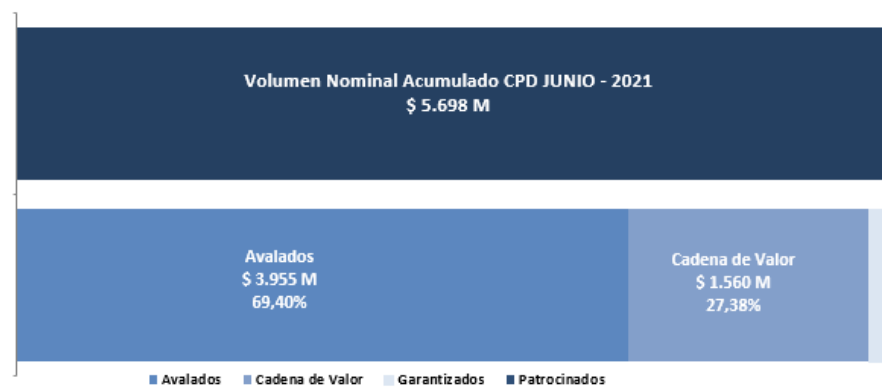 Volumen Nominal Acumulado CPD JUNIO - 2021
$ 5.698 M
Avalados
$ 3.955 M
69,40%
Cadena de Valor
$ 1.560 M
27,38%
Avalados Cadena de Valor Garantizados Patrocinados